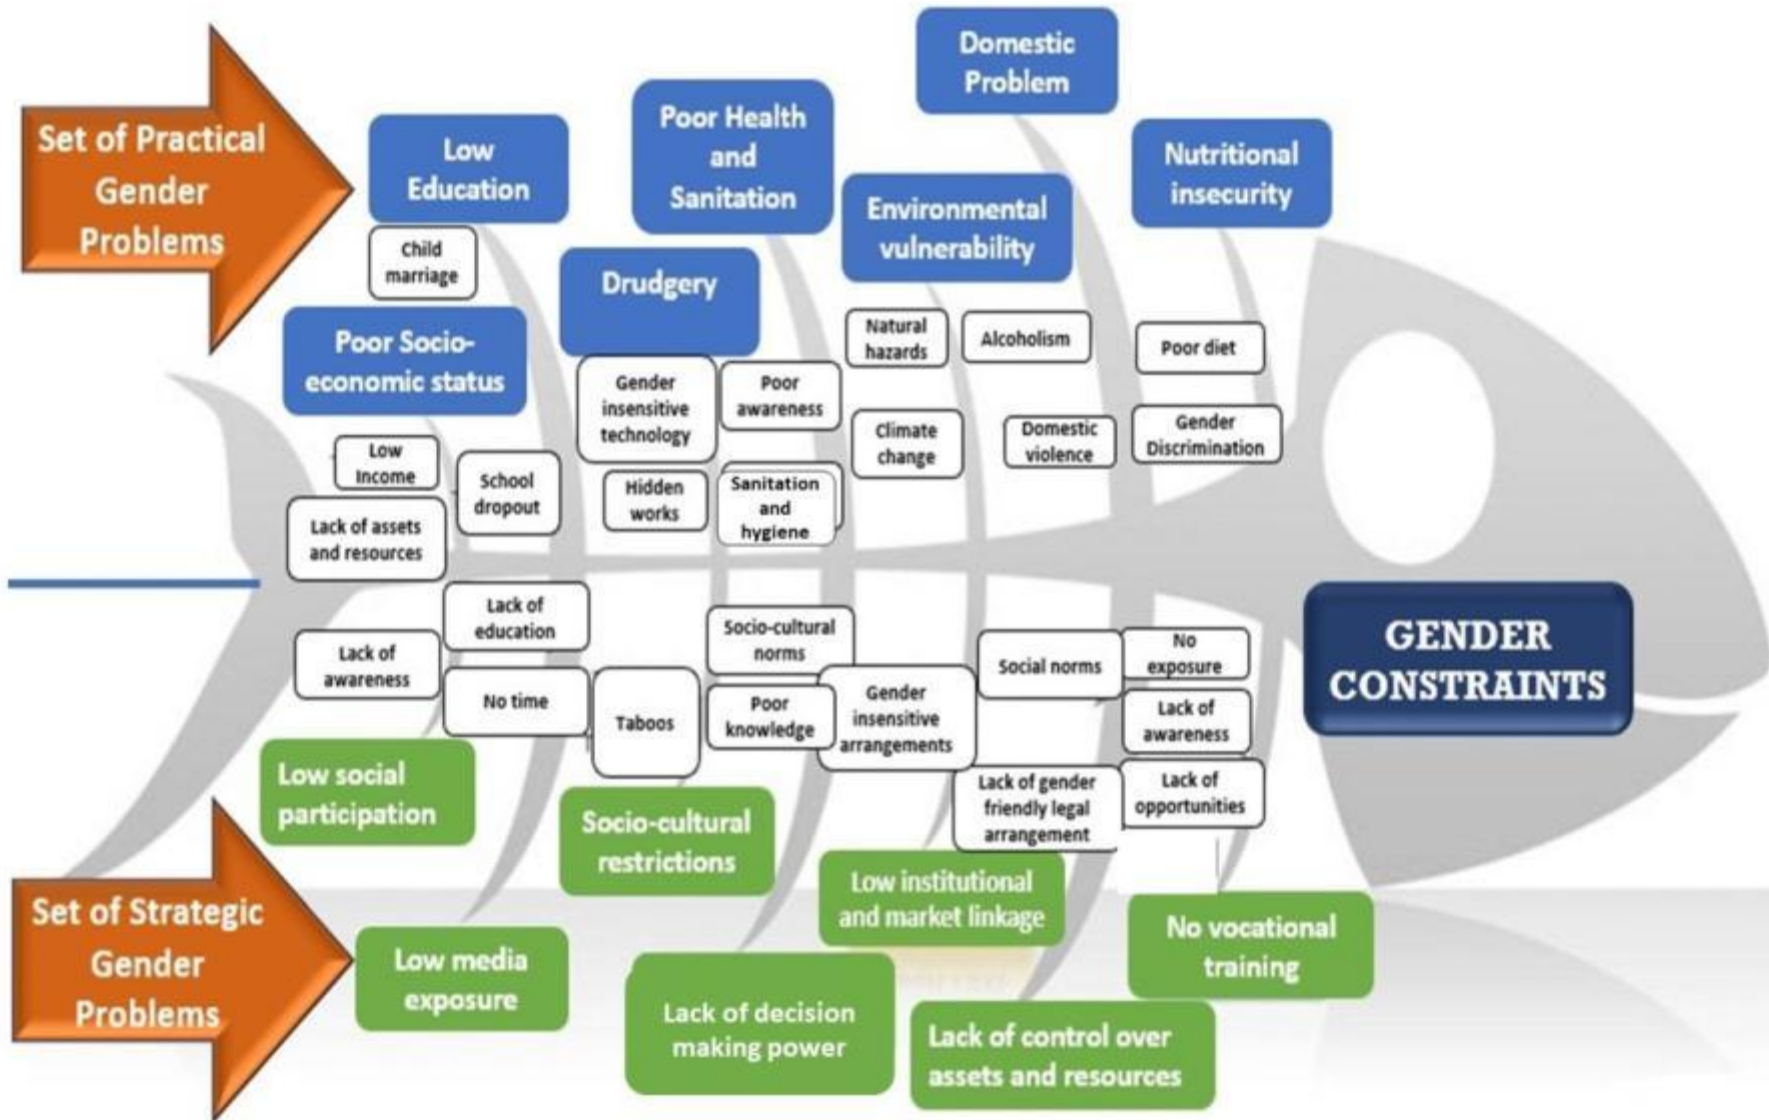 Domestic
Problem
Set of Practical
Gender
Problems
Low
Education
Poor Health
and
Sanitation
Nutritional
insecurity
Environmental
vulnerability
Child
marriage
Drudgery
Poor Socio-
economic status
Natural
hazards
Alcoholism
Poor diet
Gender
insensitive
technology
Poor
awareness
Climate
change
Domestic
violence
Gender
Discrimination
Low
Income
School
dropout
Hidden
works
Sanitation
and
hygiene
Lack of assets
and resources
Lack of
education
Socio-cultural
norms
Lack of
awareness
Social norms
No
exposure
GENDER
CONSTRAINTS
No time
Taboos
Poor
knowledge
Gender
insensitive
arrangements
Lack of
awareness
Low social
participation
Lack of gender
friendly legal
arrangement
Lack of
opportunities
Socio-cultural
restrictions
Low institutional
and market linkage
Set of Strategic
Gender
Problems
No vocational
training
Low media
exposure
Lack of decision
making power
Lack of control over
assets and resources